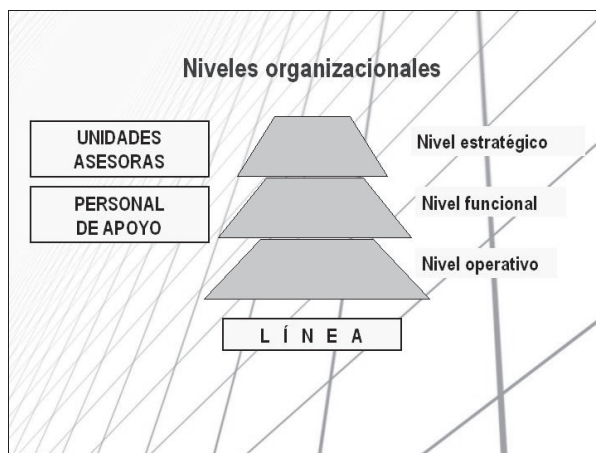 Niveles organizacionales
UNIDADES
ASESORAS
Nivel estratégico
PERSONAL
DE APOYO
Nivel funcional
Nivel operativo
L Í N E A